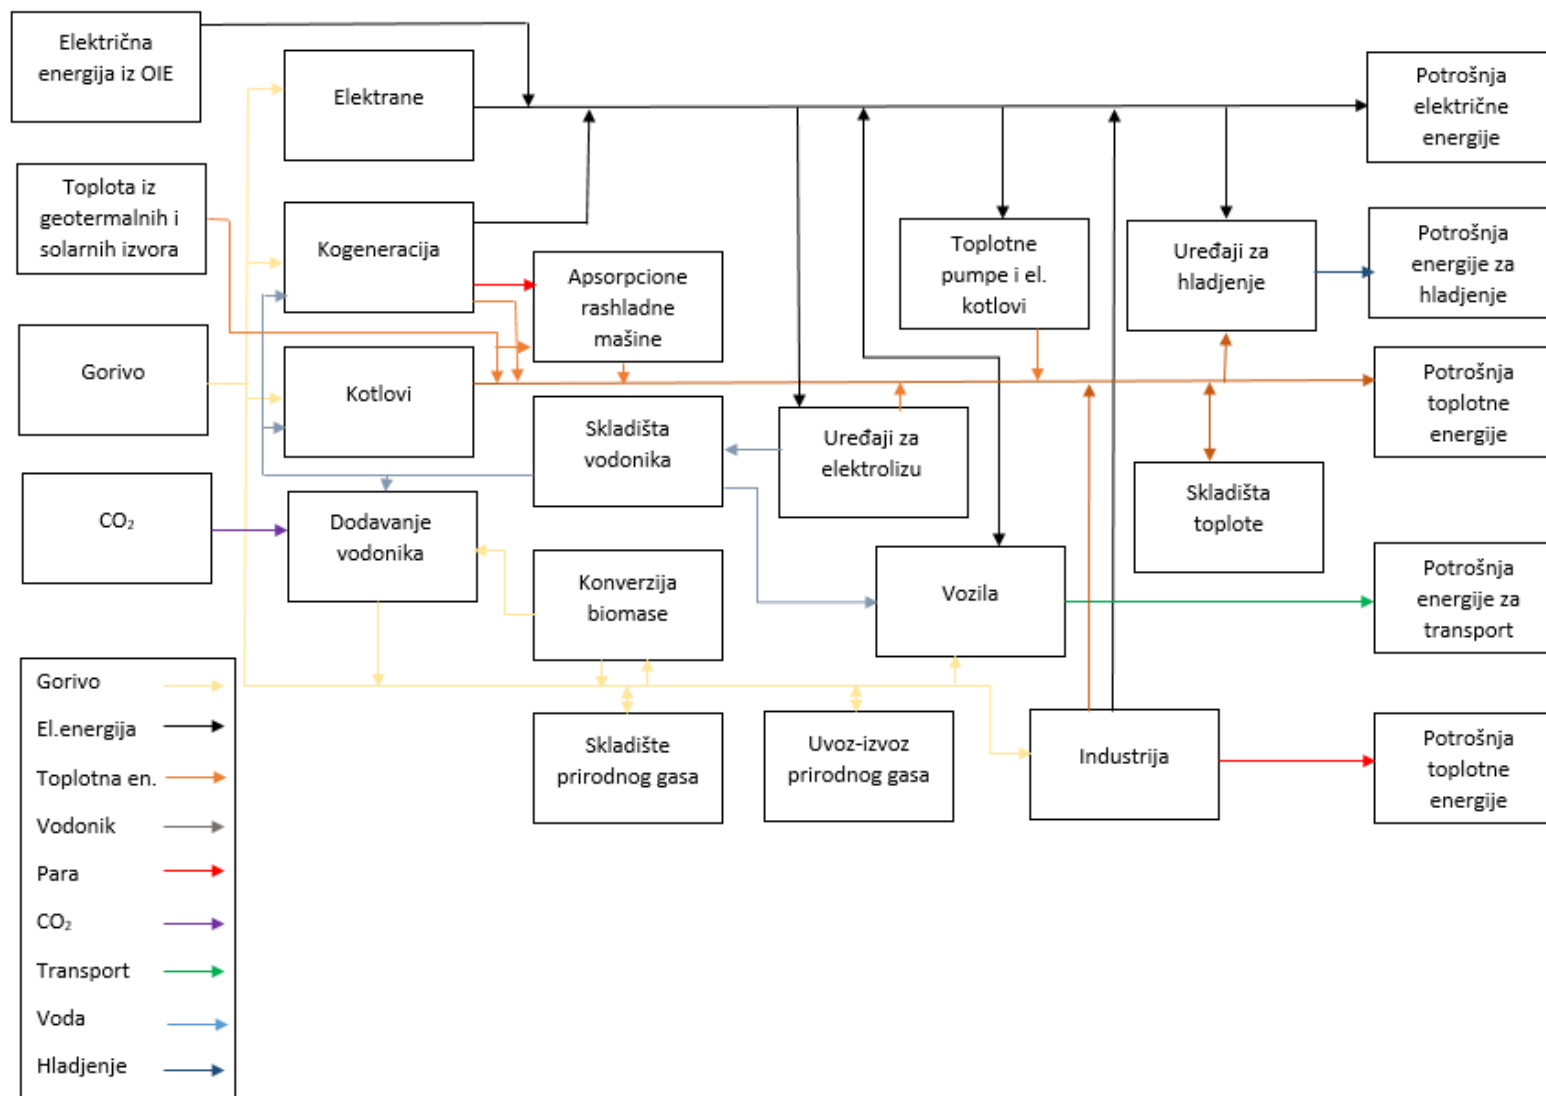 Električna
energija iz OIE
Elektrane
Potrošnja
električne
energije
Toplota iz
geotermalnih i
solarnih izvora
Kogeneracija
Apsorpcione
rashladne
mašine
Toplotne
pumpe i el.
kotlovi
Uređaji za
hladjenje
Potrošnja
energije za
hladjenje
Gorivo
Kotlovi
Skladišta
vodonika
Uređaji za
elektrolizu
Potrošnja
toplotne
energije
CO₂
Dodavanje
vodonika
Konverzija
biomase
Vozila
Skladišta
toplote
Potrošnja
energije za
transport
Skladište
prirodnog gasa
Uvoz-izvoz
prirodnog gasa
Industrija
Potrošnja
toplotne
energije
Gorivo
El.energija
Toplotna en.
Vodonik
Para
CO₂
Transport
Voda
Hladjenje